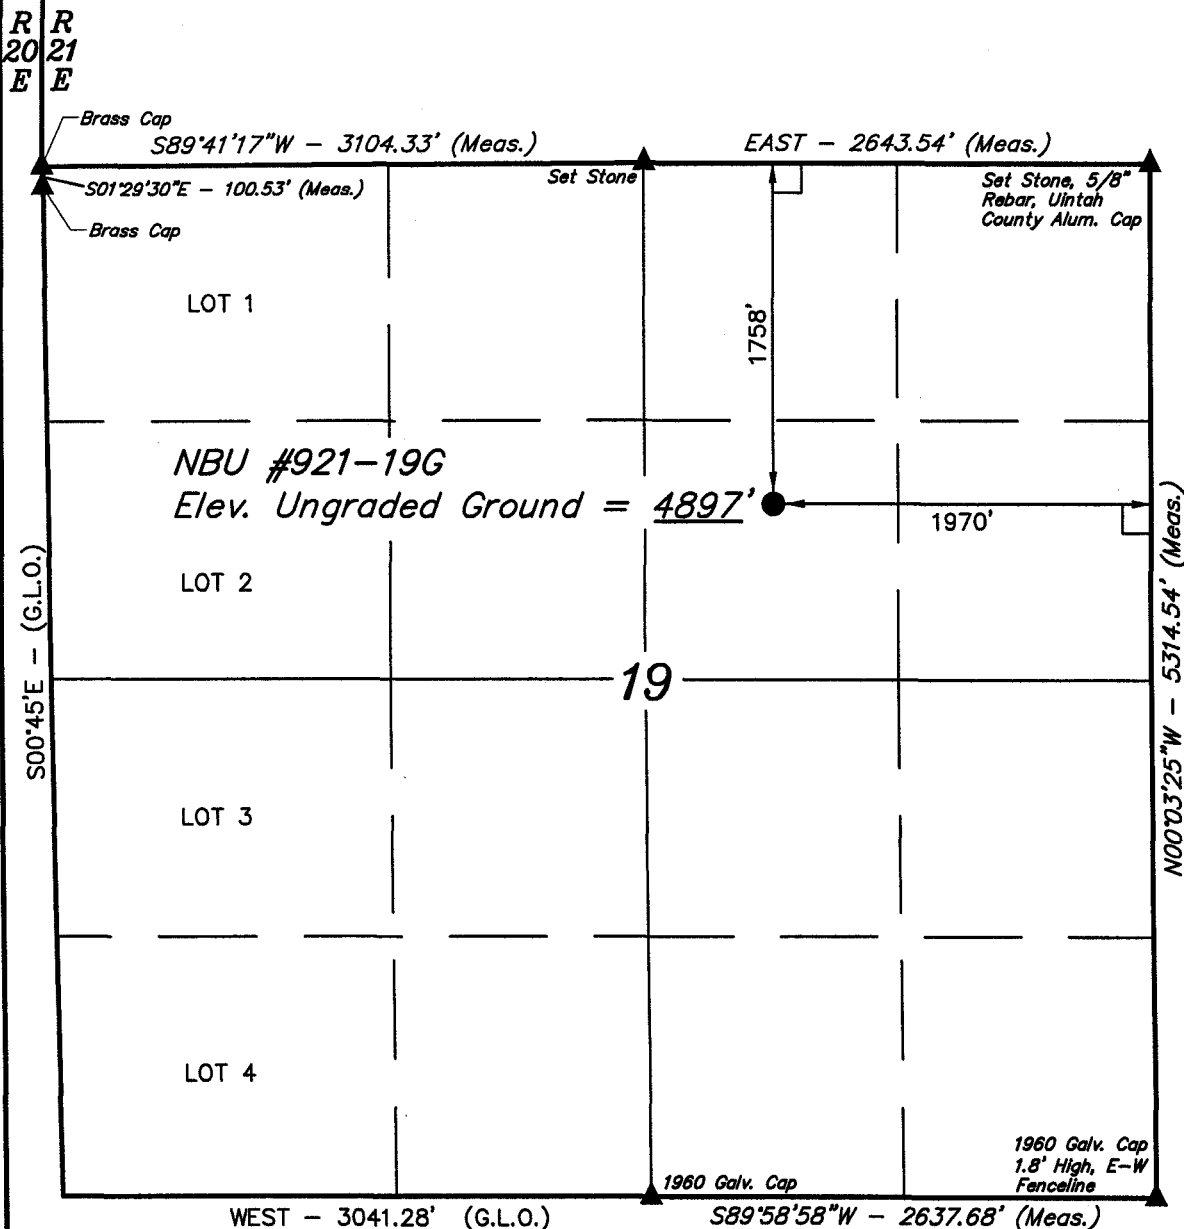 R R
20 21
E E
Brass Cap
S89°41'17"W – 3104.33' (Meas.)
EAST – 2643.54' (Meas.)
S01°29'30"E – 100.53' (Meas.)
Set Stone
Set Stone, 5/8"
Rebar, Uintah
County Alum. Cap
Brass Cap
LOT 1
1758'
NBU #921-19G
Elev. Ungraded Ground = 4897'
1970'
LOT 2
S00°45'E – (G.L.O.)
N00°03'25"W – 5314.54' (Meas.)
19
LOT 3
LOT 4
1960 Galv. Cap
1.8' High, E-W
Fenceline
1960 Galv. Cap
WEST – 3041.28' (G.L.O.)
S89°58'58"W – 2637.68' (Meas.)